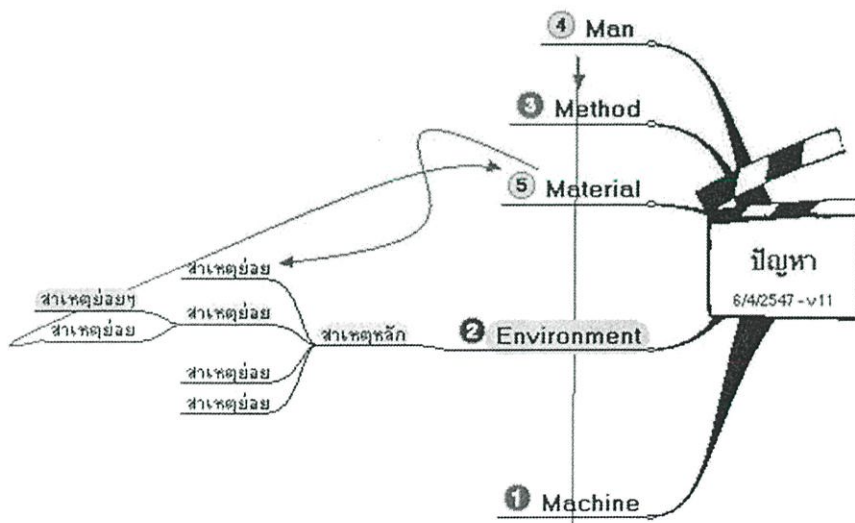 4 Man
3 Method
5 Material
ปัญหา
6/4/2547 - v11
สาเหตุย่อย
สาเหตุย่อยๆ
สาเหตุย่อย
สาเหตุย่อย
สาเหตุหลัก
2 Environment
สาเหตุย่อย
สาเหตุย่อย
1 Machine